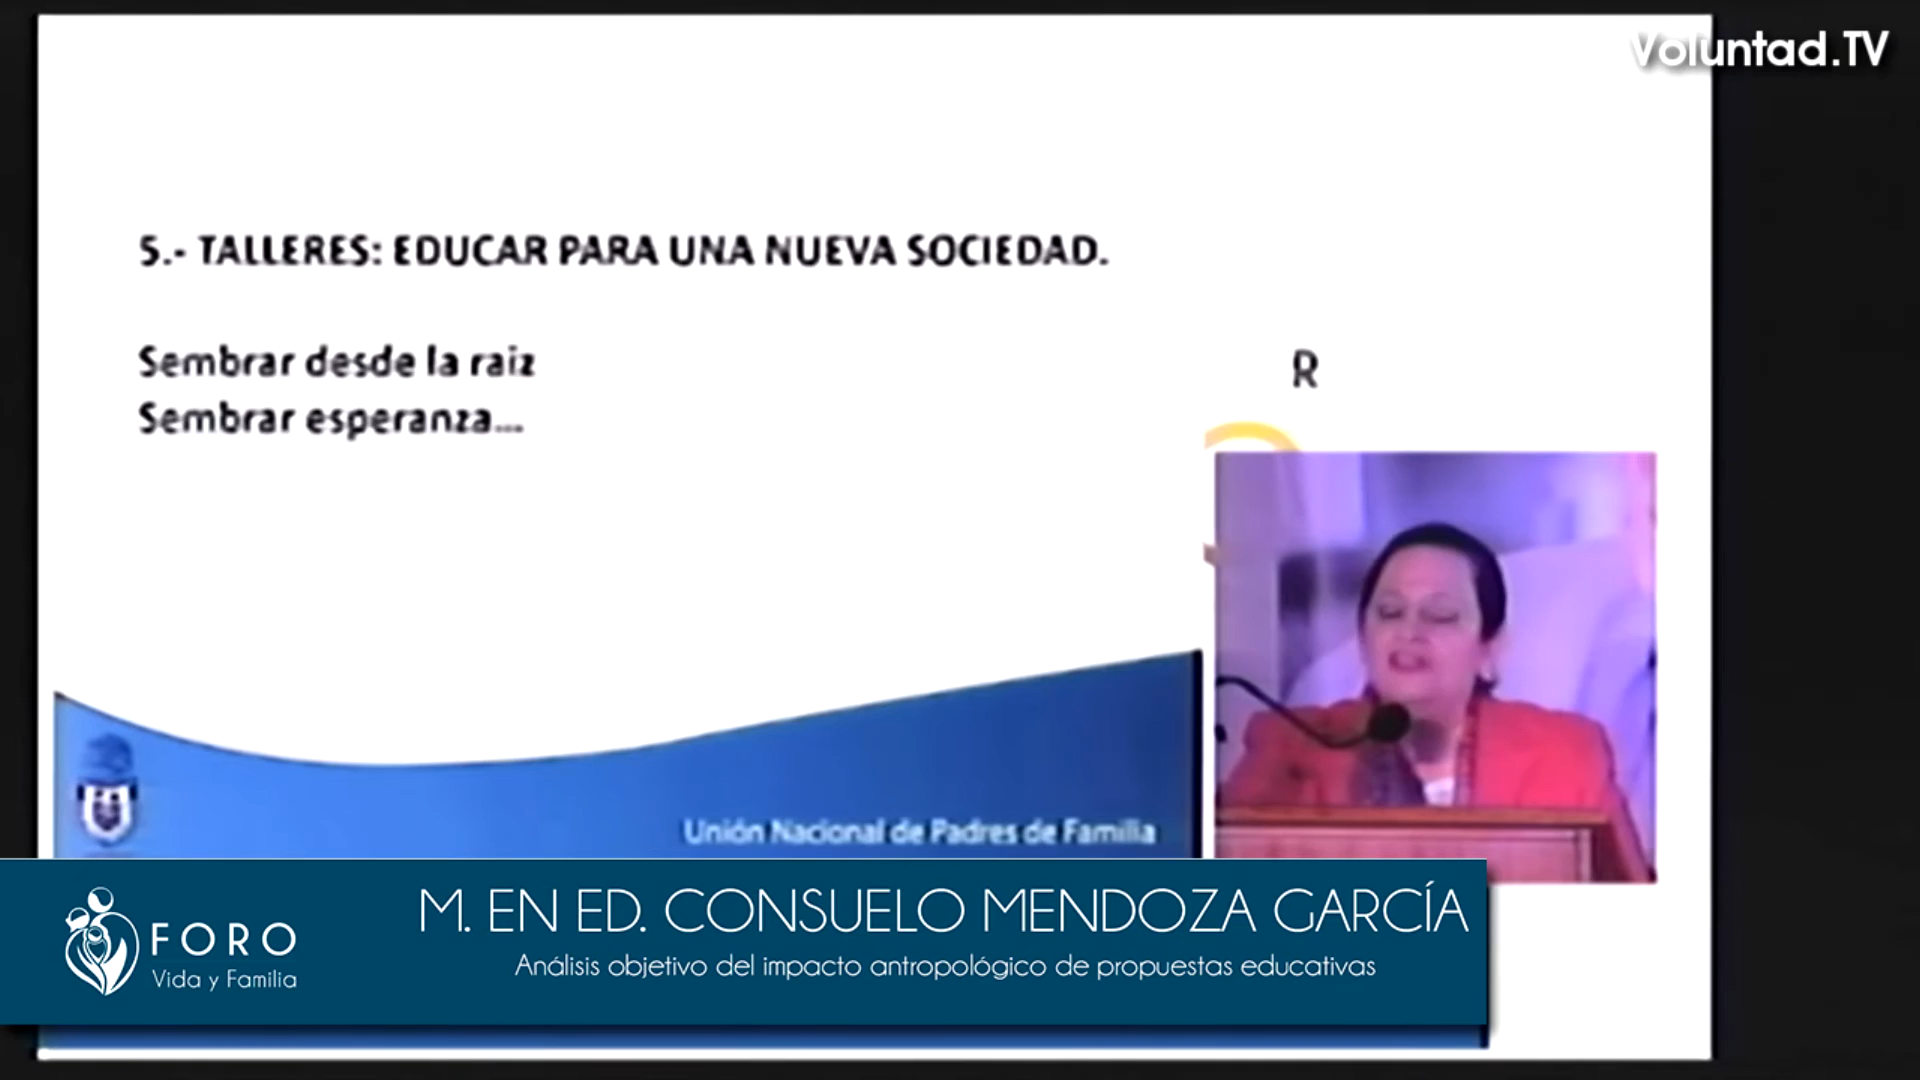 Voluntad.TV
5.- TALLERES: EDUCAR PARA UNA NUEVA SOCIEDAD.
Sembrar desde la raiz
Sembrar esperanza...
R
Unión Nacional de Padres de Familia
M. EN ED. CONSUELO MENDOZA GARCÍA
Análisis objetivo del impacto antropológico de propuestas educativas
FORO
Vida y Familia